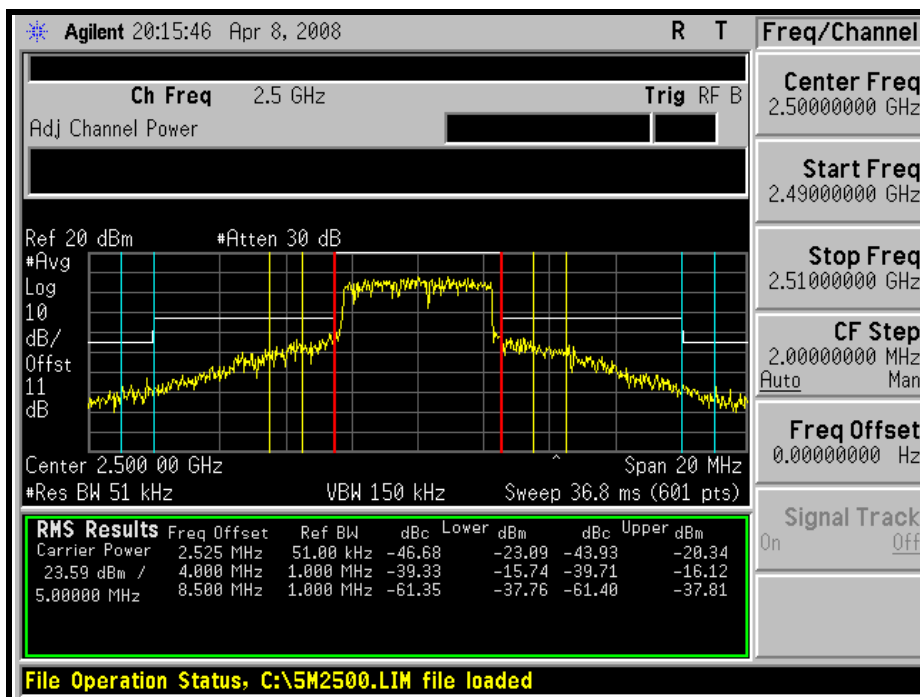 Agilent 20:15:46 Apr 8, 2008 R T
Freq/Channel
Ch Freq 2.5 GHz Trig RF B
Adj Channel Power
Center Freq
2.50000000 GHz
Start Freq
2.49000000 GHz
Stop Freq
2.51000000 GHz
CF Step
2.00000000 MHz
Auto Man
Freq Offset
0.00000000 Hz
Signal Track
On Off
Ref 20 dBm #Atten 30 dB
#Avg
Log
10
dB/
Offst
11
dB
Center 2.500 00 GHz Span 20 MHz
#Res BW 51 kHz VBW 150 kHz Sweep 36.8 ms (601 pts)
RMS Results Freq Offset Ref BW dBc Lower dBm dBc Upper dBm
Carrier Power 2.525 MHz 51.00 kHz -46.68 -23.09 -43.93 -20.34
23.59 dBm / 4.000 MHz 1.000 MHz -39.33 -15.74 -39.71 -16.12
5.00000 MHz 8.500 MHz 1.000 MHz -61.35 -37.76 -61.40 -37.81
File Operation Status, C:\5M2500.LIM file loaded